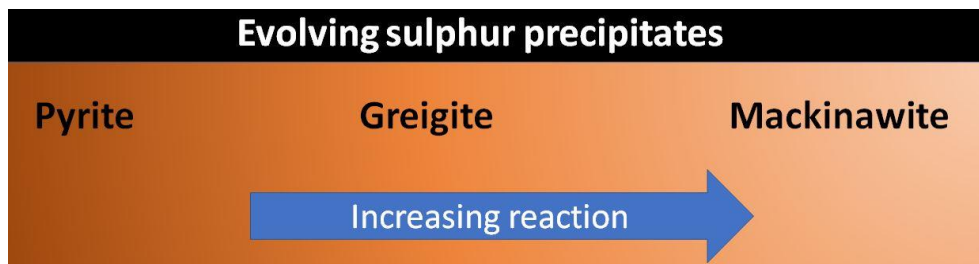 Evolving sulphur precipitates
Pyrite Greigite Mackinawite
Increasing reaction